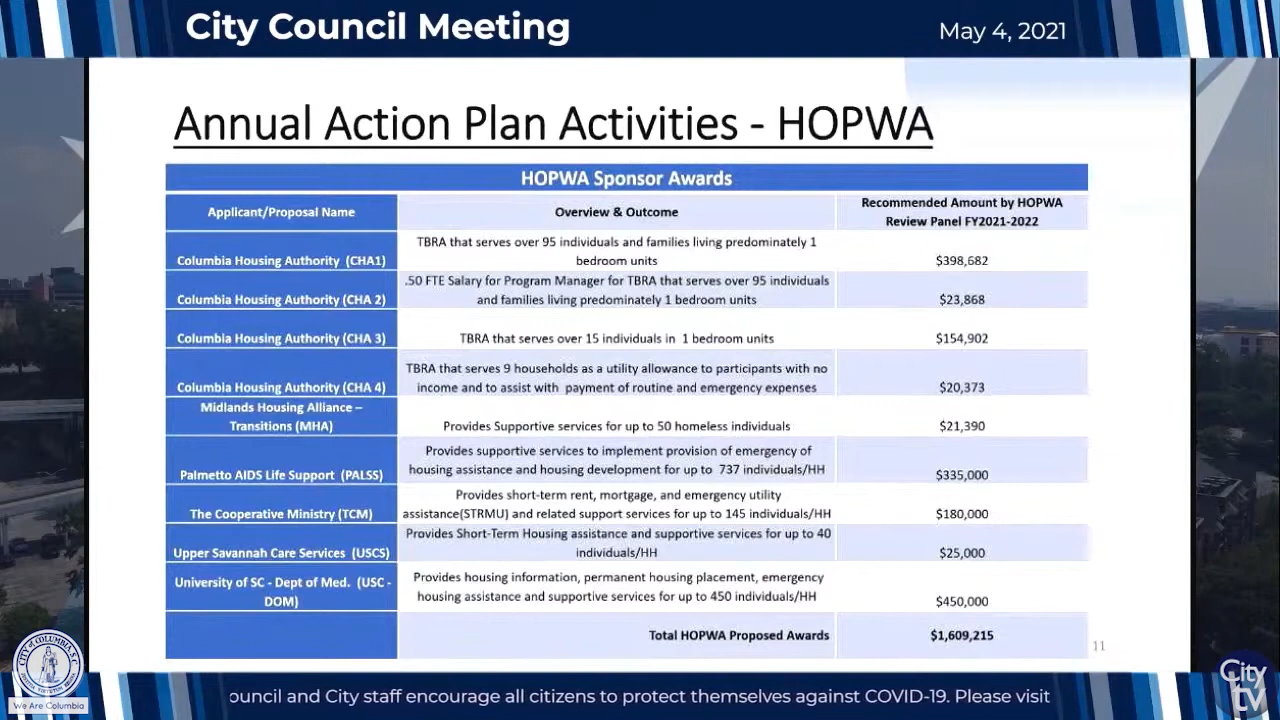 City Council Meeting
May 4, 2021
Annual Action Plan Activities - HOPWA
HOPWA Sponsor Awards
Applicant/Proposal Name
Overview & Outcome
Recommended Amount by HOPWA
Review Panel FY2021-2022
Columbia Housing Authority (CHA1)
TBRA that serves over 95 individuals and families living predominately 1
bedroom units
$398,682
Columbia Housing Authority (CHA 2)
.50 FTE Salary for Program Manager for TBRA that serves over 95 individuals
and families living predominately 1 bedroom units
$23,868
Columbia Housing Authority (CHA 3)
TBRA that serves over 15 individuals in 1 bedroom units
$154,902
Columbia Housing Authority (CHA 4)
TBRA that serves 9 households as a utility allowance to participants with no
income and to assist with payment of routine and emergency expenses
$20,373
Midlands Housing Alliance –
Transitions (MHA)
Provides Supportive services for up to 50 homeless individuals
$21,390
Palmetto AIDS Life Support (PALSS)
Provides supportive services to implement provision of emergency of
housing assistance and housing development for up to 737 individuals/HH
$335,000
The Cooperative Ministry (TCM)
Provides short-term rent, mortgage, and emergency utility
assistance(STRMU) and related support services for up to 145 individuals/HH
$180,000
Upper Savannah Care Services (USCS)
Provides Short-Term Housing assistance and supportive services for up to 40
individuals/HH
$25,000
University of SC - Dept of Med. (USC -
DOM)
Provides housing information, permanent housing placement, emergency
housing assistance and supportive services for up to 450 individuals/HH
$450,000
Total HOPWA Proposed Awards
$1,609,215
11
ouncil and City staff encourage all citizens to protect themselves against COVID-19. Please visit
We Are Columbia
City
tv